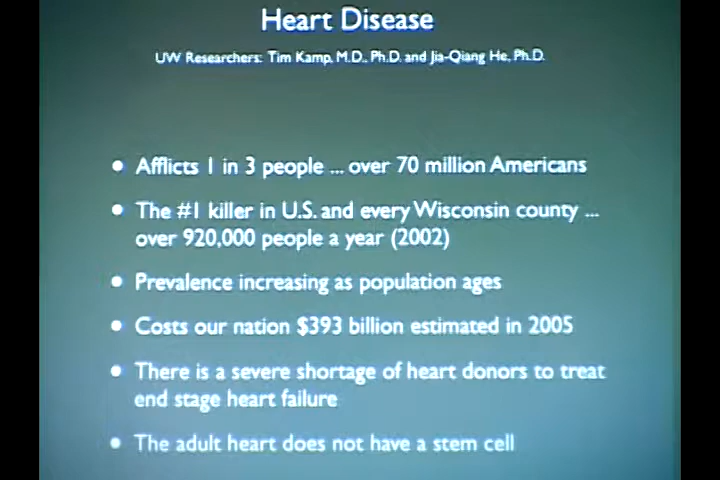 Heart Disease
UW Researchers: Tim Kamp, M.D., Ph.D. and Jia-Qiang He, Ph.D.
• Afflicts 1 in 3 people ... over 70 million Americans
• The #1 killer in U.S. and every Wisconsin county ...
over 920,000 people a year (2002)
• Prevalence increasing as population ages
• Costs our nation $393 billion estimated in 2005
• There is a severe shortage of heart donors to treat
end stage heart failure
• The adult heart does not have a stem cell